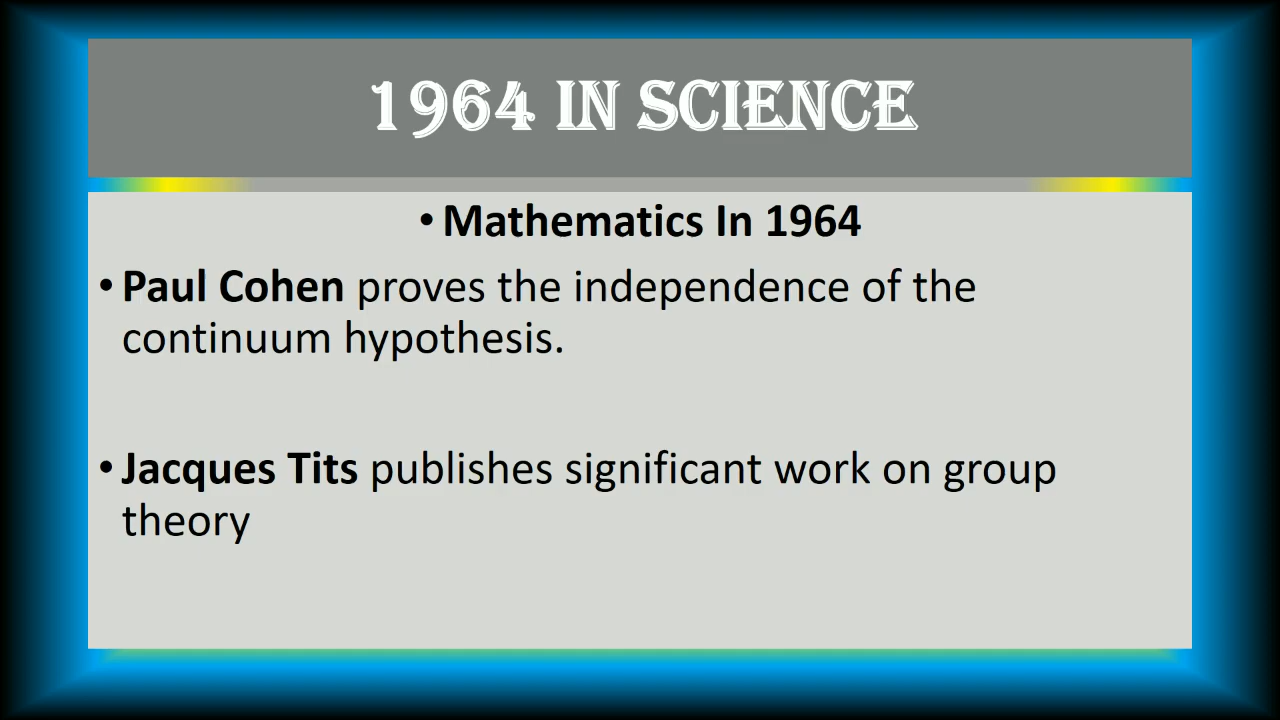 1964 IN SCIENCE
• Mathematics In 1964
• Paul Cohen proves the independence of the
continuum hypothesis.
• Jacques Tits publishes significant work on group
theory